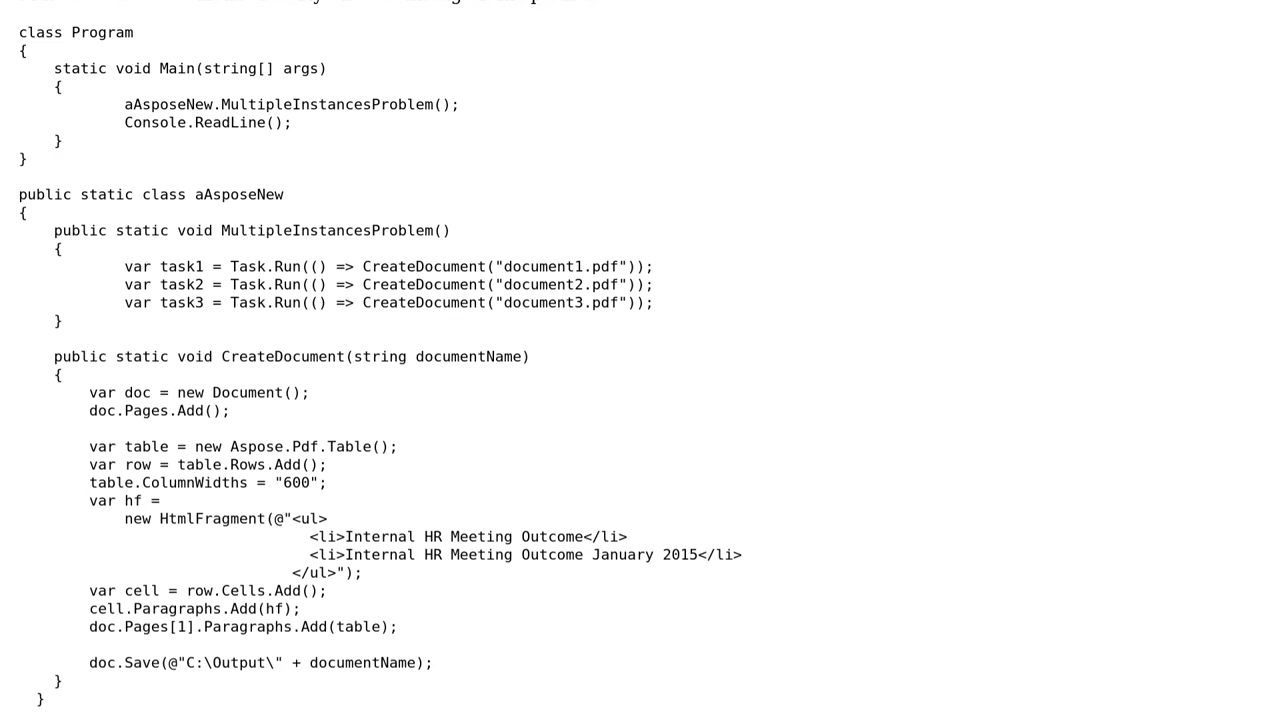 class Program
{
    static void Main(string[] args)
    {
            aAsposeNew.MultipleInstancesProblem();
            Console.ReadLine();
    }
}

public static class aAsposeNew
{
    public static void MultipleInstancesProblem()
    {
            var task1 = Task.Run(() => CreateDocument("document1.pdf"));
            var task2 = Task.Run(() => CreateDocument("document2.pdf"));
            var task3 = Task.Run(() => CreateDocument("document3.pdf"));
    }

    public static void CreateDocument(string documentName)
    {
        var doc = new Document();
        doc.Pages.Add();

        var table = new Aspose.Pdf.Table();
        var row = table.Rows.Add();
        table.ColumnWidths = "600";
        var hf =
            new HtmlFragment(@"<ul>
                                 <li>Internal HR Meeting Outcome</li>
                                 <li>Internal HR Meeting Outcome January 2015</li>
                               </ul>");
        var cell = row.Cells.Add();
        cell.Paragraphs.Add(hf);
        doc.Pages[1].Paragraphs.Add(table);

        doc.Save(@"C:\Output\" + documentName);
    }
  }